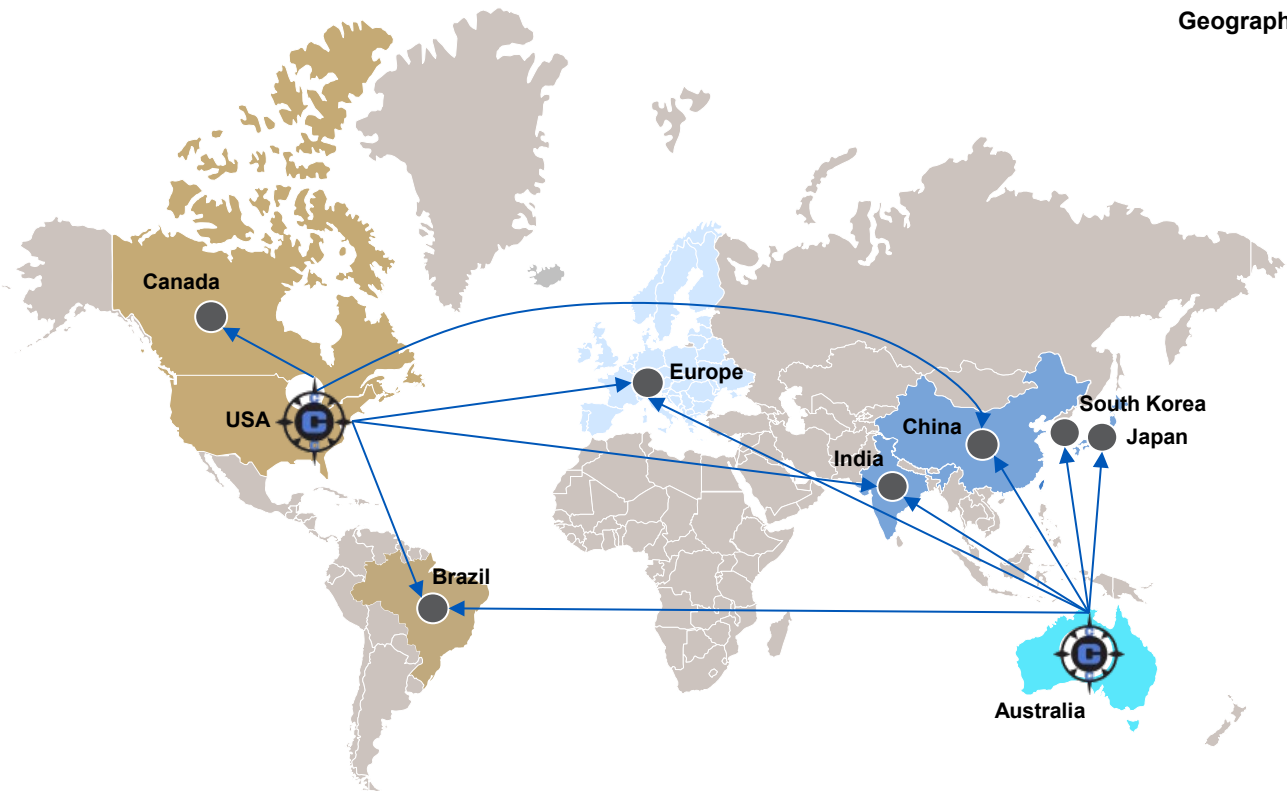 Geograph
Canada
Europe
USA
South Korea
China
Japan
India
Brazil
Australia
C
C
C
C
C
C